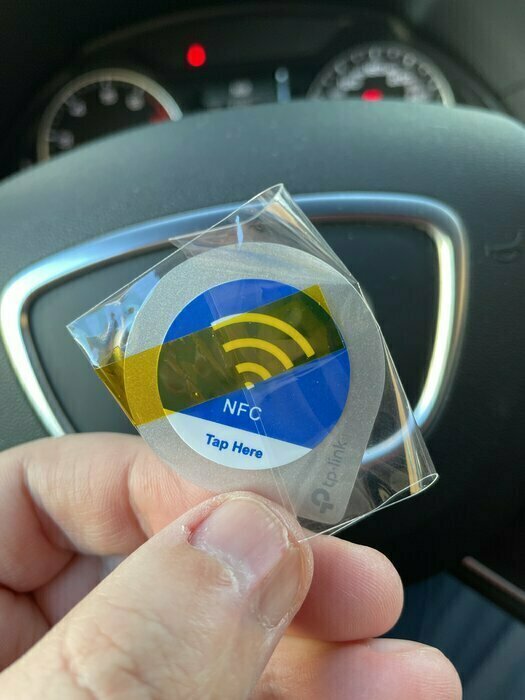 NFC
Tap Here
tp-link